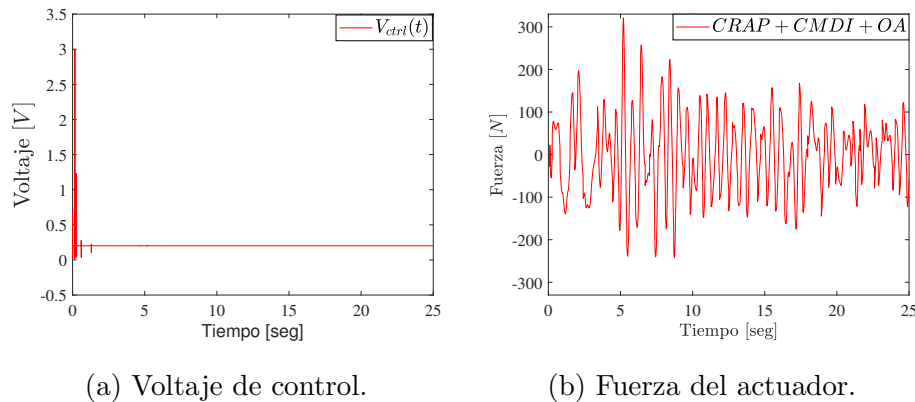 3.5
3
2.5
2
1.5
1
0.5
0
-0.5
0 5 10 15 20 25
Voltaje [V]
Tiempo [seg]
V_{ctrl}(t)
(a) Voltaje de control.
300
200
100
0
-100
-200
-300
0 5 10 15 20 25
Fuerza [N]
Tiempo [seg]
CRAP + CMDI + OA
(b) Fuerza del actuador.